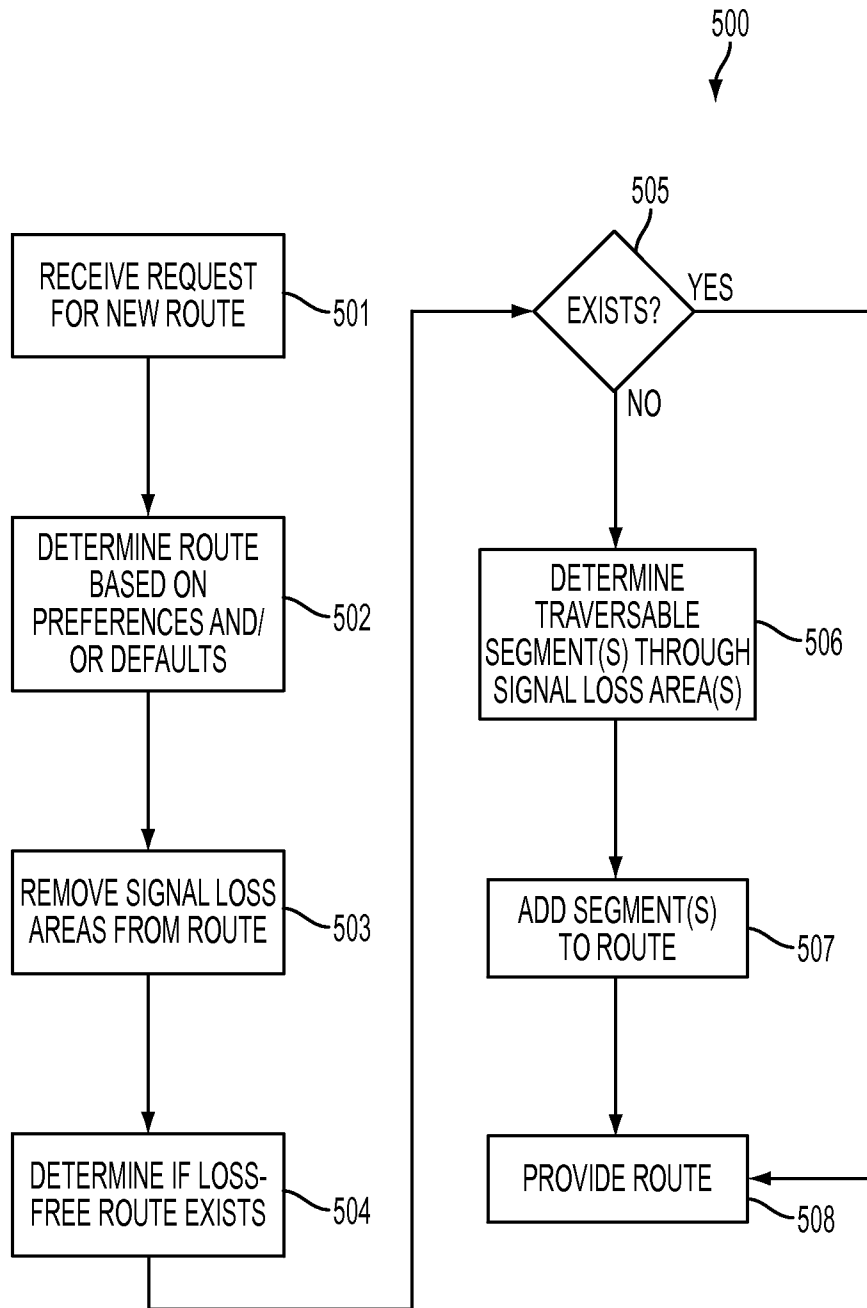 500
RECEIVE REQUEST
FOR NEW ROUTE
501
DETERMINE ROUTE
BASED ON
PREFERENCES AND/
OR DEFAULTS
502
REMOVE SIGNAL LOSS
AREAS FROM ROUTE
503
DETERMINE IF LOSS-
FREE ROUTE EXISTS
504
505
EXISTS?
YES
NO
DETERMINE
TRAVERSABLE
SEGMENT(S) THROUGH
SIGNAL LOSS AREA(S)
506
ADD SEGMENT(S)
TO ROUTE
507
PROVIDE ROUTE
508